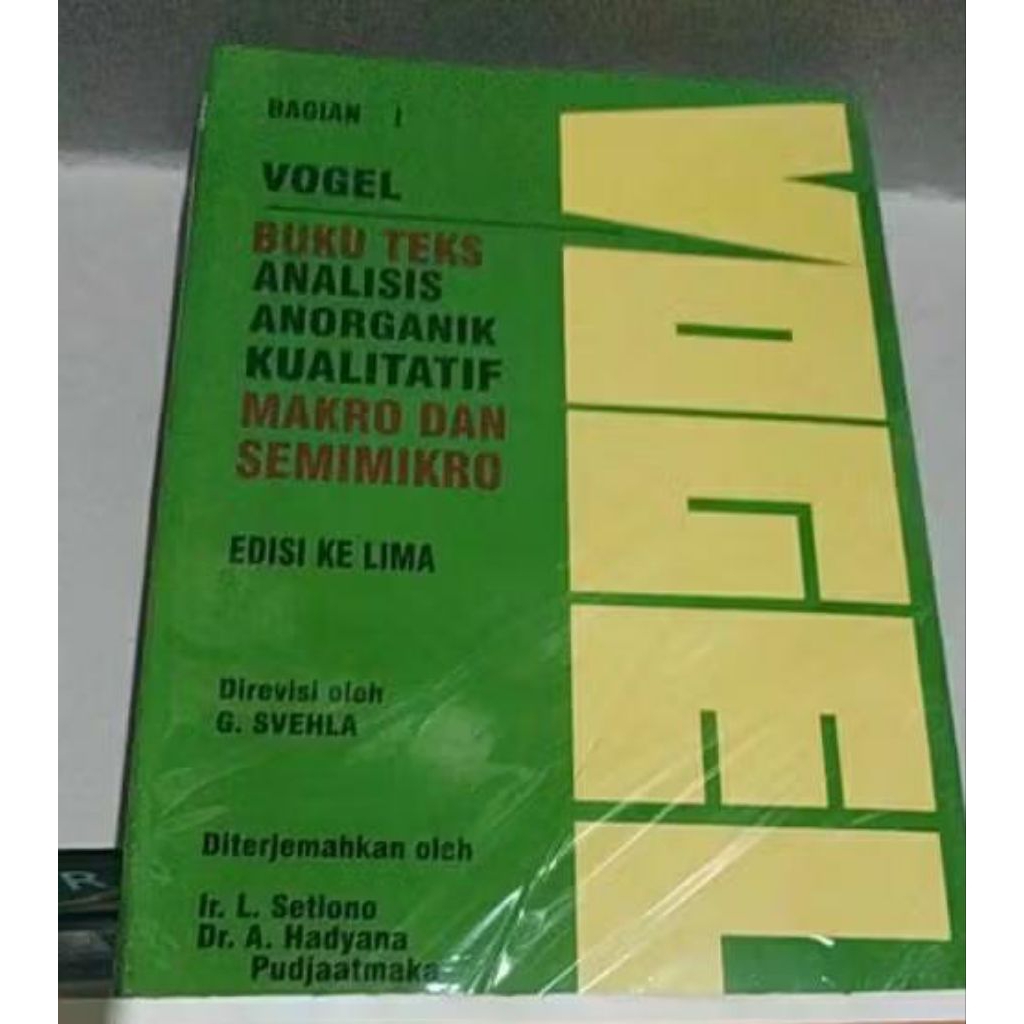 BAGIAN I
VOGEL
BUKU TEKS
ANALISIS
ANORGANIK
KUALITATIF
MAKRO DAN
SEMIMIKRO
EDISI KE LIMA
Direvisi oleh
G. SVEHLA
Diterjemahkan oleh
Ir. L. Setiono
Dr. A. Hadyana
Pudjaatmaka
VOGEL
R